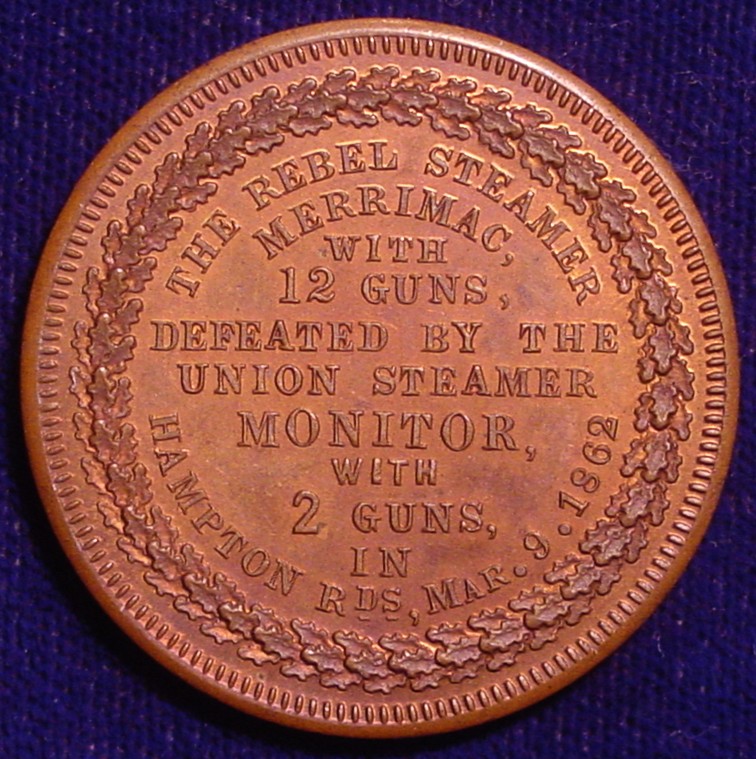 THE REBEL STEAMER
MERRIMAC,
WITH
12 GUNS,
DEFEATED BY THE
UNION STEAMER
MONITOR,
WITH
2 GUNS,
IN
HAMPTON RDS, MAR. 9. 1862